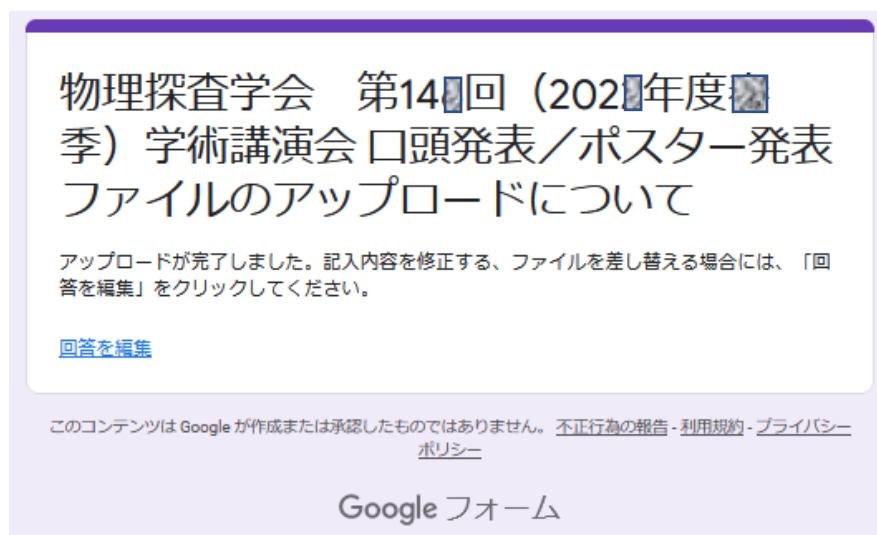 物理探査学会　第14回（202年度
季）学術講演会 口頭発表／ポスター発表
ファイルのアップロードについて
アップロードが完了しました。記入内容を修正する、ファイルを差し替える場合には、「回
答を編集」をクリックしてください。
回答を編集
このコンテンツは Google が作成または承認したものではありません。 不正行為の報告 - 利用規約 - プライバシー
ポリシー
Google フォーム